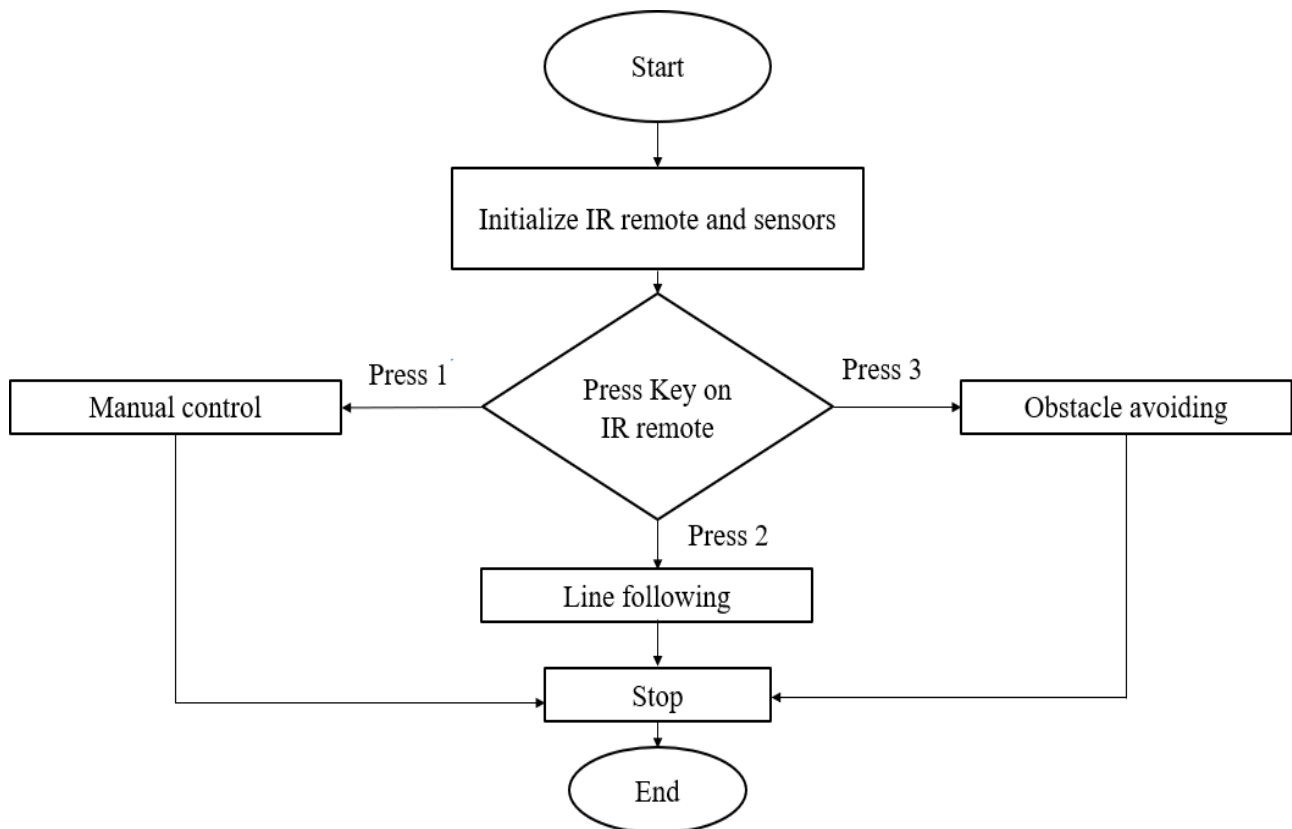 Start
Initialize IR remote and sensors
Press 1
Press 3
Manual control
Press Key on
IR remote
Obstacle avoiding
Press 2
Line following
Stop
End